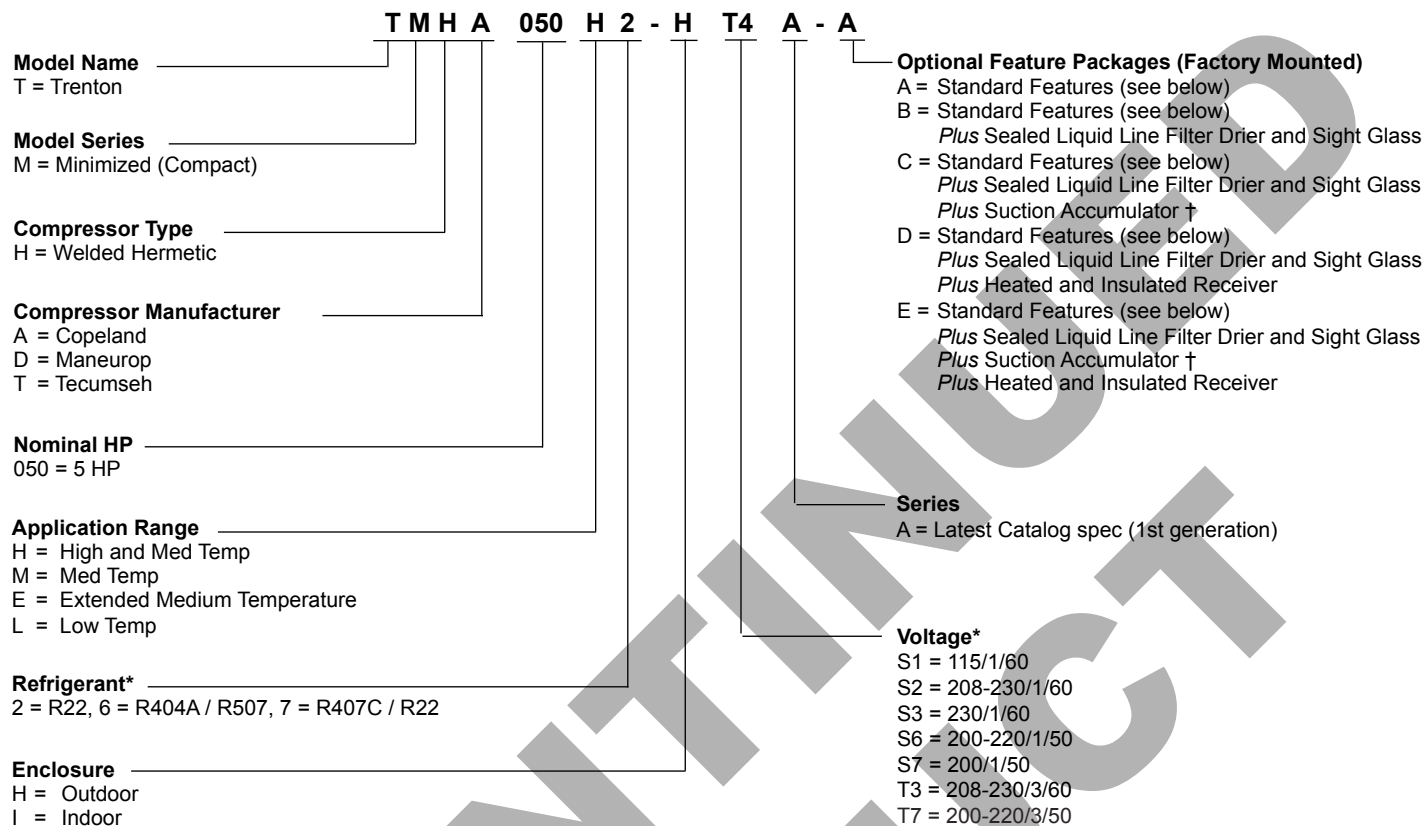 T M H A 050 H 2 - H T4 A - A
Model Name
T = Trenton
Model Series
M = Minimized (Compact)
Compressor Type
H = Welded Hermetic
Compressor Manufacturer
A = Copeland
D = Maneurop
T = Tecumseh
Nominal HP
050 = 5 HP
Application Range
H = High and Med Temp
M = Med Temp
E = Extended Medium Temperature
L = Low Temp
Refrigerant*
2 = R22, 6 = R404A / R507, 7 = R407C / R22
Enclosure
H = Outdoor
I = Indoor
Optional Feature Packages (Factory Mounted)
A = Standard Features (see below)
B = Standard Features (see below)
Plus Sealed Liquid Line Filter Drier and Sight Glass
C = Standard Features (see below)
Plus Sealed Liquid Line Filter Drier and Sight Glass
Plus Suction Accumulator †
D = Standard Features (see below)
Plus Sealed Liquid Line Filter Drier and Sight Glass
Plus Heated and Insulated Receiver
E = Standard Features (see below)
Plus Sealed Liquid Line Filter Drier and Sight Glass
Plus Suction Accumulator †
Plus Heated and Insulated Receiver
Series
A = Latest Catalog spec (1st generation)
Voltage*
S1 = 115/1/60
S2 = 208-230/1/60
S3 = 230/1/60
S6 = 200-220/1/50
S7 = 200/1/50
T3 = 208-230/3/60
T7 = 200-220/3/50
NTINUED
ICT